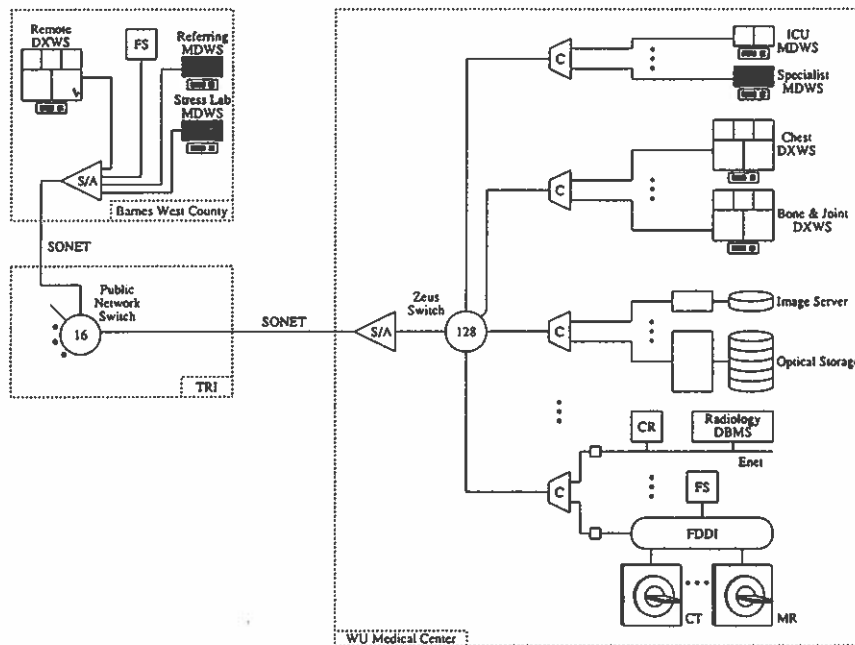 Remote
DXWS
FS
Referring
MDWS
Stress Lab
MDWS
S/A
Barnes West County
SONET
Public
Network
Switch
16
TRI
SONET
S/A
Zeus
Switch
128
C
ICU
MDWS
Specialist
MDWS
C
Chest
DXWS
Bone & Joint
DXWS
C
Image Server
Optical Storage
C
CR
Radiology
DBMS
Enet
FS
FDDI
CT
MR
WU Medical Center